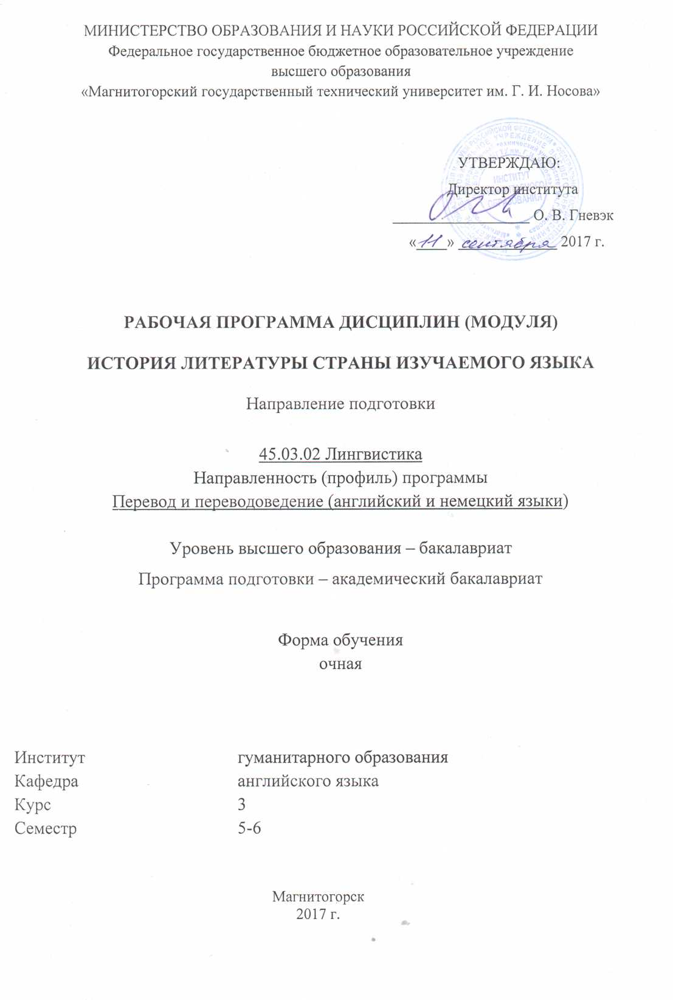 МИНИСТЕРСТВО ОБРАЗОВАНИЯ И НАУКИ РОССИЙСКОЙ ФЕДЕРАЦИИ
Федеральное государственное бюджетное образовательное учреждение
высшего образования
«Магнитогорский государственный технический университет им. Г. И. Носова»
УТВЕРЖДАЮ:
Директор института
О. В. Гневэк
«11» сентября 2017 г.
ИНСТИТУТ
ОБРАЗОВАНИЯ
РАБОЧАЯ ПРОГРАММА ДИСЦИПЛИН (МОДУЛЯ)
ИСТОРИЯ ЛИТЕРАТУРЫ СТРАНЫ ИЗУЧАЕМОГО ЯЗЫКА
Направление подготовки
45.03.02 Лингвистика
Направленность (профиль) программы
Перевод и переводоведение (английский и немецкий языки)
Уровень высшего образования – бакалавриат
Программа подготовки – академический бакалавриат
Форма обучения
очная
Институт гуманитарного образования
Кафедра английского языка
Курс 3
Семестр 5-6
Магнитогорск
2017 г.